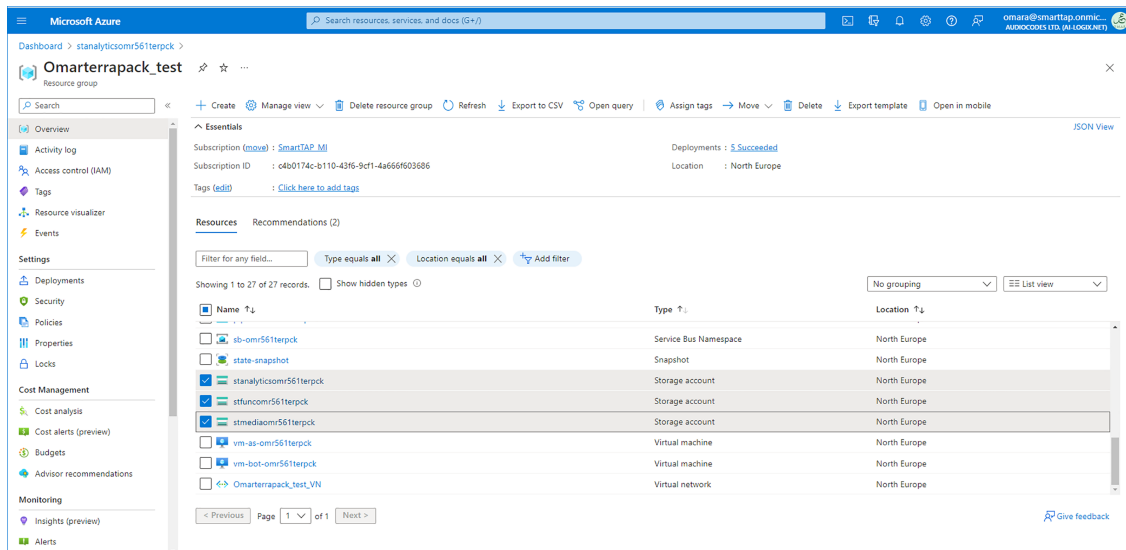 Microsoft Azure
Search resources, services, and docs (G+/)
omara@smarttap.onmic...
AUDIOCODES LTD. (AI-LOGIX.NET)
Dashboard > stanalyticsomr561terpck >
Omarterrapack_test
Resource group
Search
Overview
Activity log
Access control (IAM)
Tags
Resource visualizer
Events
Settings
Deployments
Security
Policies
Properties
Locks
Cost Management
Cost analysis
Cost alerts (preview)
Budgets
Advisor recommendations
Monitoring
Insights (preview)
Alerts
Create Manage view Delete resource group Refresh Export to CSV Open query Assign tags Move Delete Export template Open in mobile
Essentials
JSON View
Subscription (move) : SmartTAP_MI
Deployments : 5 Succeeded
Subscription ID : c4b0174c-b110-43f6-9cf1-4a666f603686
Location : North Europe
Tags (edit) : Click here to add tags
Resources Recommendations (2)
Filter for any field... Type equals all Location equals all Add filter
Showing 1 to 27 of 27 records. Show hidden types No grouping List view
Name Type Location
sb-omr561terpck Service Bus Namespace North Europe
state-snapshot Snapshot North Europe
stanalyticsomr561terpck Storage account North Europe
stfuncomr561terpck Storage account North Europe
stmediaomr561terpck Storage account North Europe
vm-as-omr561terpck Virtual machine North Europe
vm-bot-omr561terpck Virtual machine North Europe
Omarterrapack_test_VN Virtual network North Europe
< Previous Page 1 of 1 Next >
Give feedback